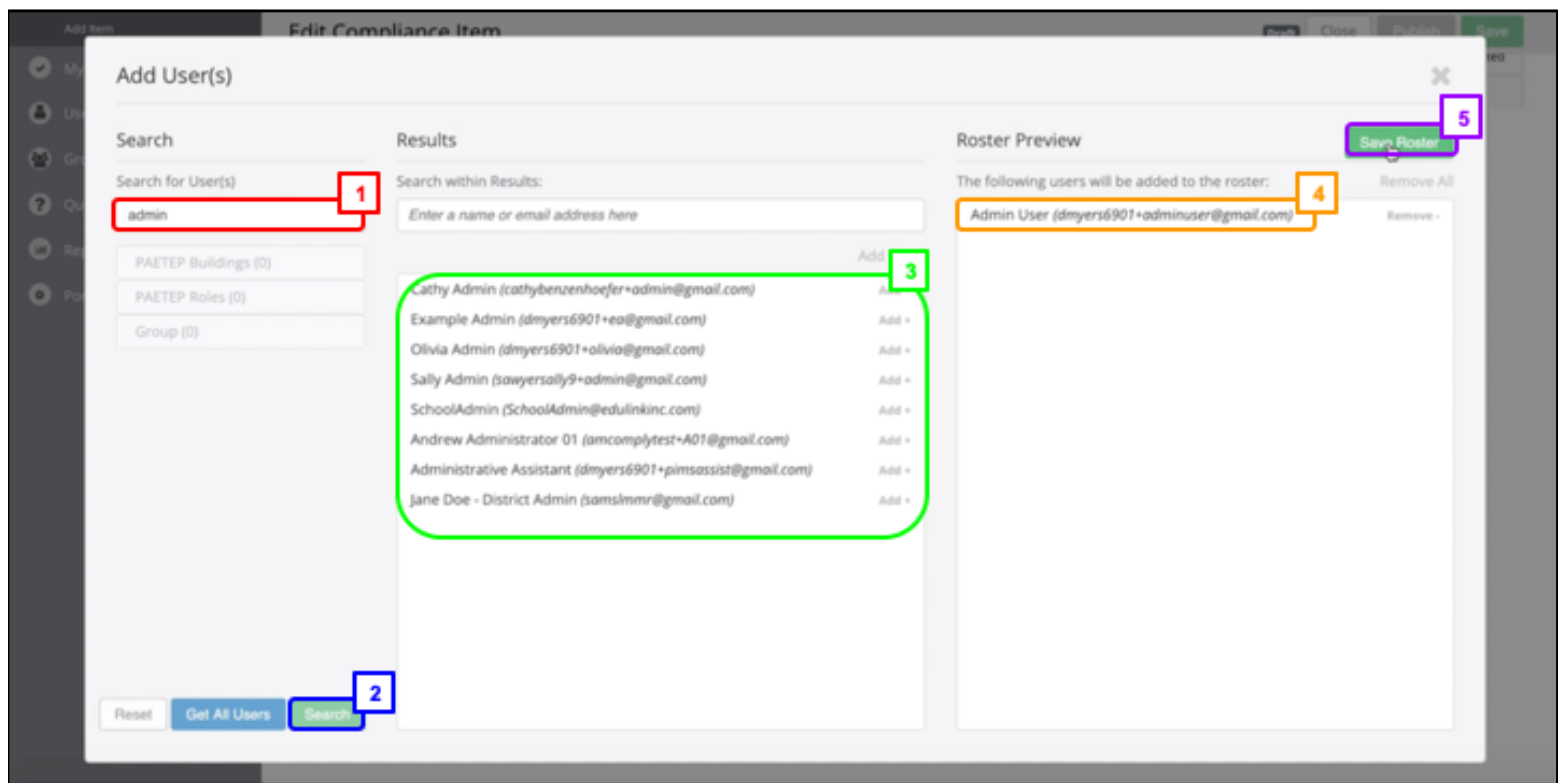 Add Item
Edit Compliance Item
Draft
Close
Publish
Save
My
Add User(s)
5
Search
Results
Roster Preview
Save Roster
Search for User(s)
1
Search within Results:
The following users will be added to the roster:
4
Remove All
admin
Enter a name or email address here
Admin User (dmyers6901+adminuser@gmail.com)
Remove -
PAETEP Buildings (0)
Add
3
PAETEP Roles (0)
Group (0)
Cathy Admin (cathybenzenhoefer+admin@gmail.com)
Example Admin (dmyers6901+ea@gmail.com) Add +
Olivia Admin (dmyers6901+olivia@gmail.com) Add +
Sally Admin (sawyersally9+admin@gmail.com) Add +
SchoolAdmin (SchoolAdmin@edulinkinc.com) Add +
Andrew Administrator 01 (amcomplytest+A01@gmail.com) Add +
Administrative Assistant (dmyers6901+pimsassist@gmail.com) Add +
Jane Doe - District Admin (samslmmr@gmail.com) Add +
2
Reset
Get All Users
Search